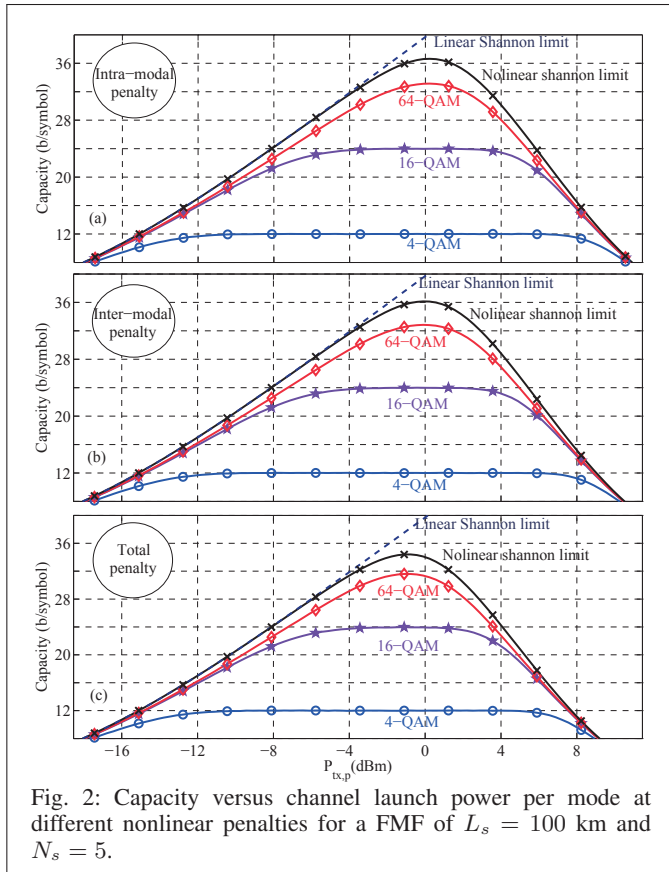 Linear Shannon limit
36
Intra−modal
penalty
Nolinear shannon limit
64−QAM
28
16−QAM
20
Capacity (b/symbol)
(a)
12
4−QAM
Linear Shannon limit
36
Inter−modal
penalty
Nolinear shannon limit
64−QAM
28
16−QAM
20
Capacity (b/symbol)
(b)
12
4−QAM
Linear Shannon limit
36
Total
penalty
Nolinear shannon limit
64−QAM
28
16−QAM
20
Capacity (b/symbol)
(c)
12
4−QAM
−16 −12 −8 −4 0 4 8
P_tx,p(dBm)
Fig. 2: Capacity versus channel launch power per mode at
different nonlinear penalties for a FMF of L_s = 100 km and
N_s = 5.